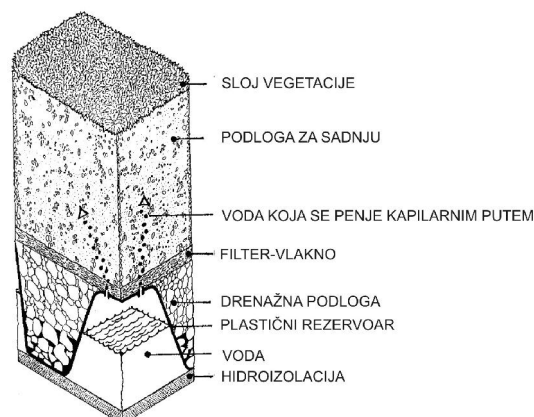 SLOJ VEGETACIJE
PODLOGA ZA SADNJU
VODA KOJA SE PENJE KAPILARNIM PUTEM
FILTER-VLAKNO
DRENAŽNA PODLOGA
PLASTIČNI REZERVOAR
VODA
HIDROIZOLACIJA